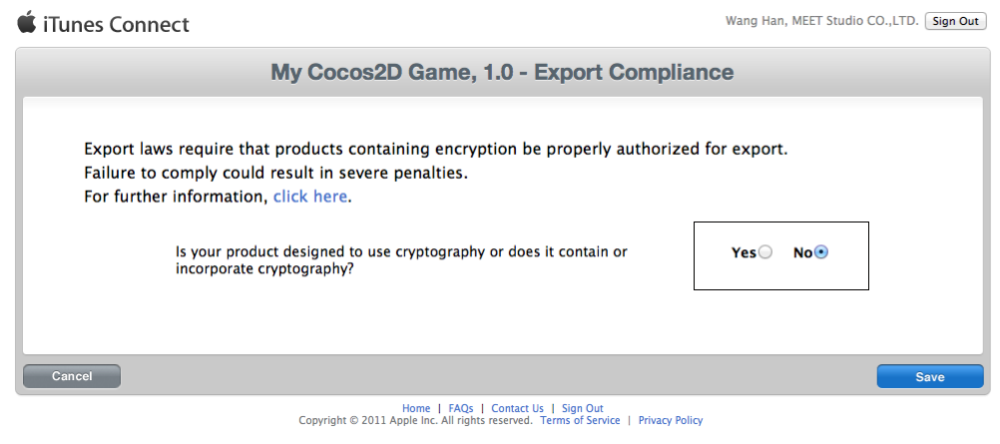 iTunes Connect
Wang Han, MEET Studio CO.,LTD. Sign Out
My Cocos2D Game, 1.0 - Export Compliance
Export laws require that products containing encryption be properly authorized for export.
Failure to comply could result in severe penalties.
For further information, click here.
Is your product designed to use cryptography or does it contain or
incorporate cryptography?
Yes No
Cancel Save
Home | FAQs | Contact Us | Sign Out
Copyright © 2011 Apple Inc. All rights reserved. Terms of Service | Privacy Policy